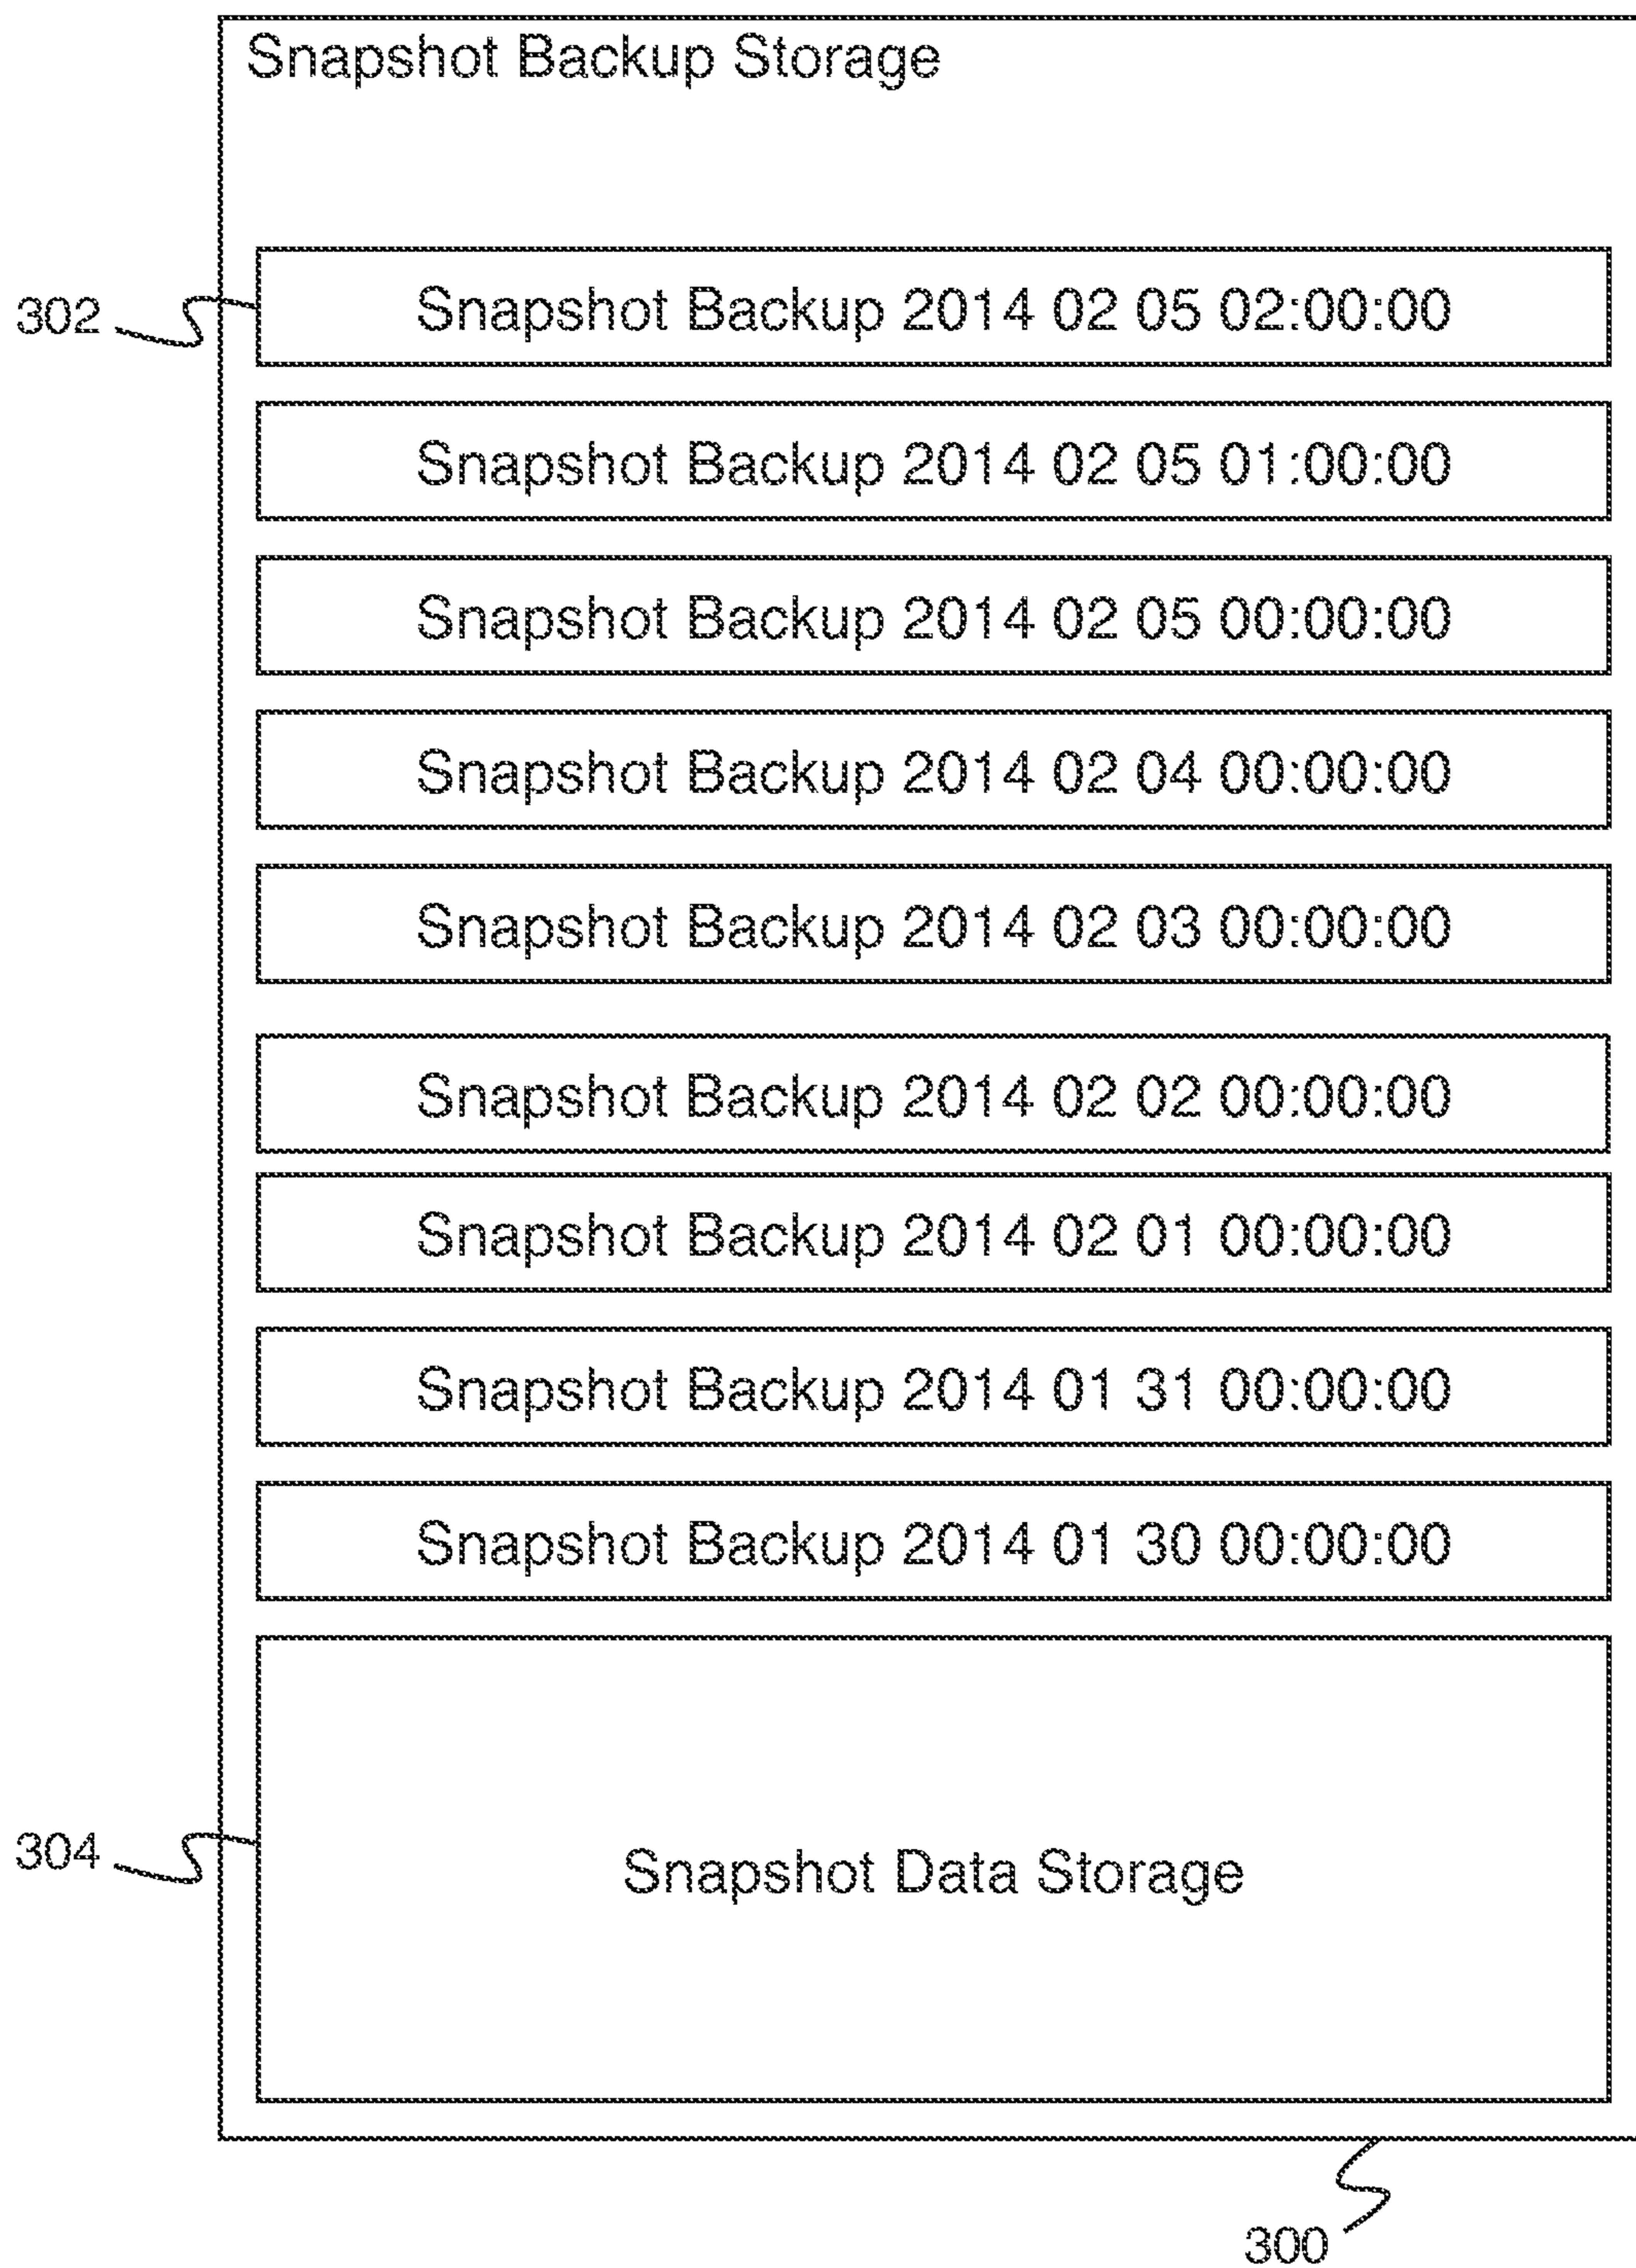 Snapshot Backup Storage
302
Snapshot Backup 2014 02 05 02:00:00
Snapshot Backup 2014 02 05 01:00:00
Snapshot Backup 2014 02 05 00:00:00
Snapshot Backup 2014 02 04 00:00:00
Snapshot Backup 2014 02 03 00:00:00
Snapshot Backup 2014 02 02 00:00:00
Snapshot Backup 2014 02 01 00:00:00
Snapshot Backup 2014 01 31 00:00:00
Snapshot Backup 2014 01 30 00:00:00
304
Snapshot Data Storage
300